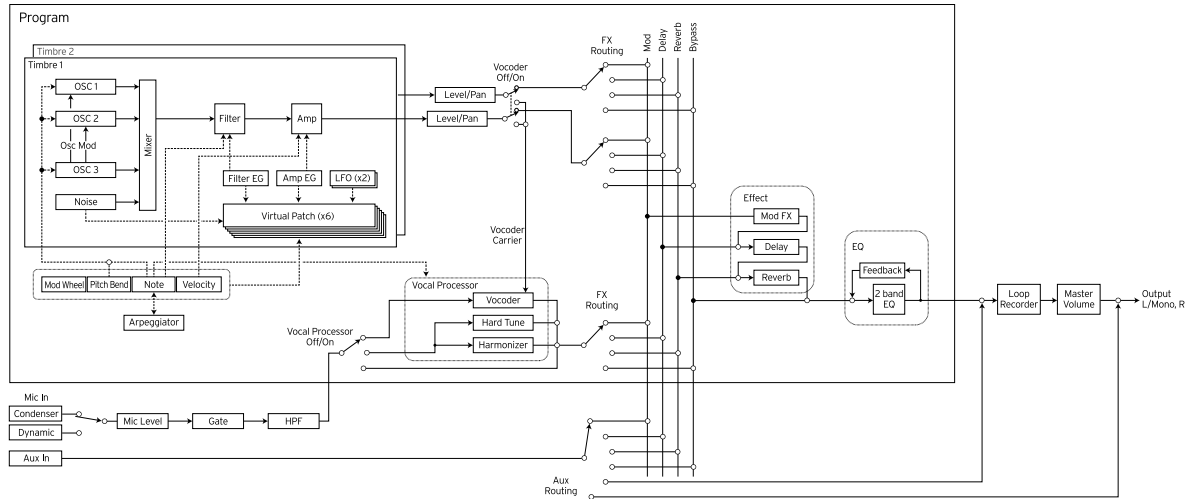 Program
Timbre 2
Timbre 1
OSC 1
OSC 2
Osc Mod
OSC 3
Noise
Mixer
Filter
Amp
Filter EG
Amp EG
LFO (x2)
Virtual Patch (x6)
Mod Wheel
Pitch Bend
Note
Velocity
Arpeggiator
Level/Pan
Level/Pan
Vocoder
Off/On
Vocoder
Carrier
FX
Routing
Mod
Delay
Reverb
Bypass
Vocal Processor
Vocoder
Hard Tune
Harmonizer
Vocal Processor
Off/On
FX
Routing
Effect
Mod FX
Delay
Reverb
EQ
Feedback
2 band
EQ
Loop
Recorder
Master
Volume
Output
L/Mono, R
Mic In
Condenser
Dynamic
Mic Level
Gate
HPF
Aux In
Aux
Routing